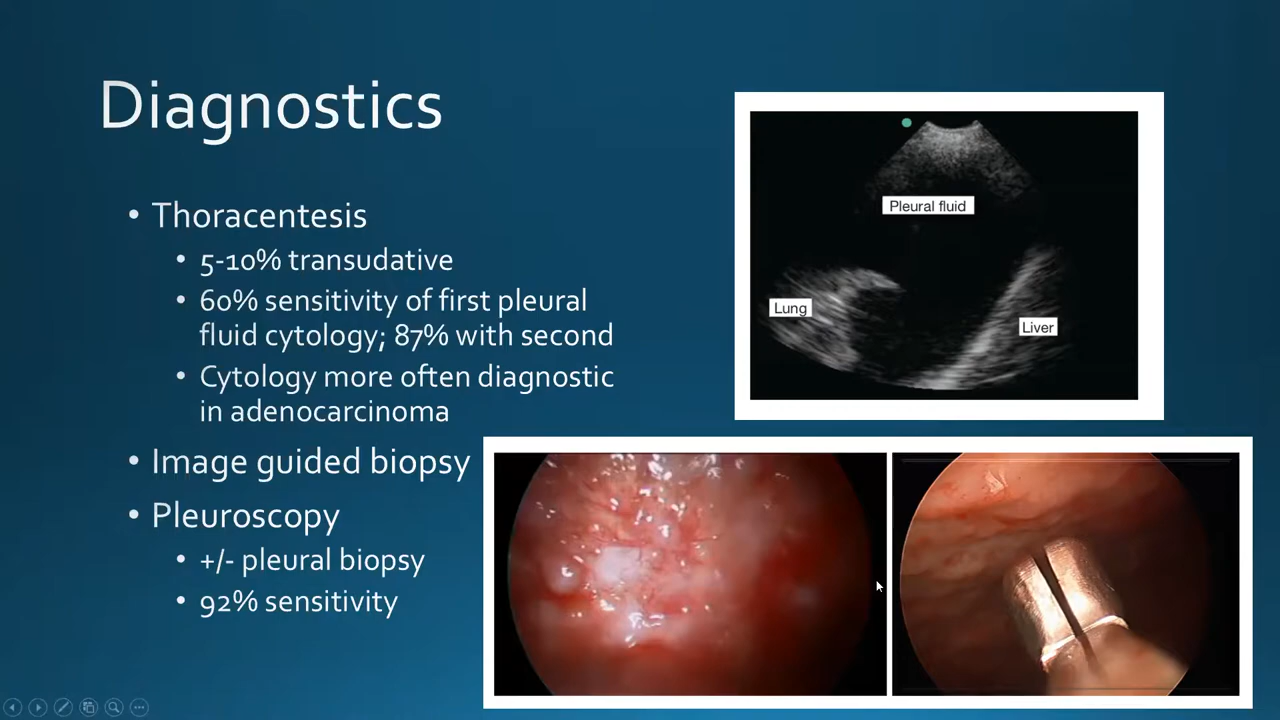 Diagnostics
• Thoracentesis
• 5-10% transudative
• 60% sensitivity of first pleural
fluid cytology; 87% with second
• Cytology more often diagnostic
in adenocarcinoma
• Image guided biopsy
• Pleuroscopy
• +/- pleural biopsy
• 92% sensitivity
Pleural fluid
Lung
Liver